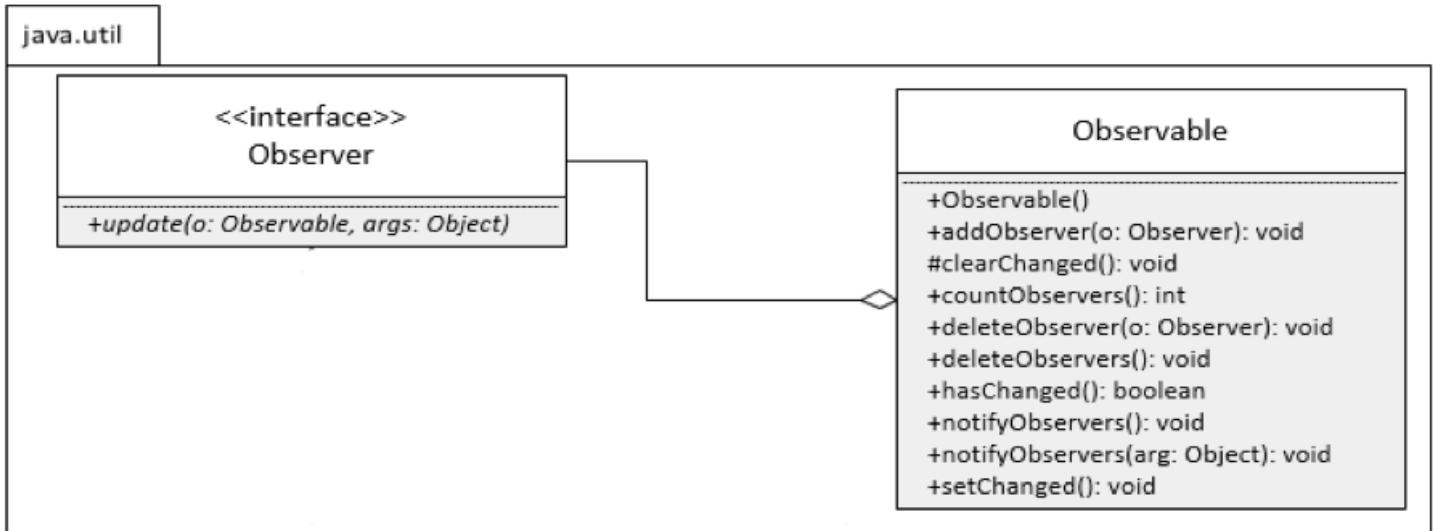 java.util
<<interface>>
Observer
+update(o: Observable, args: Object)
Observable
+Observable()
+addObserver(o: Observer): void
#clearChanged(): void
+countObservers(): int
+deleteObserver(o: Observer): void
+deleteObservers(): void
+hasChanged(): boolean
+notifyObservers(): void
+notifyObservers(arg: Object): void
+setChanged(): void